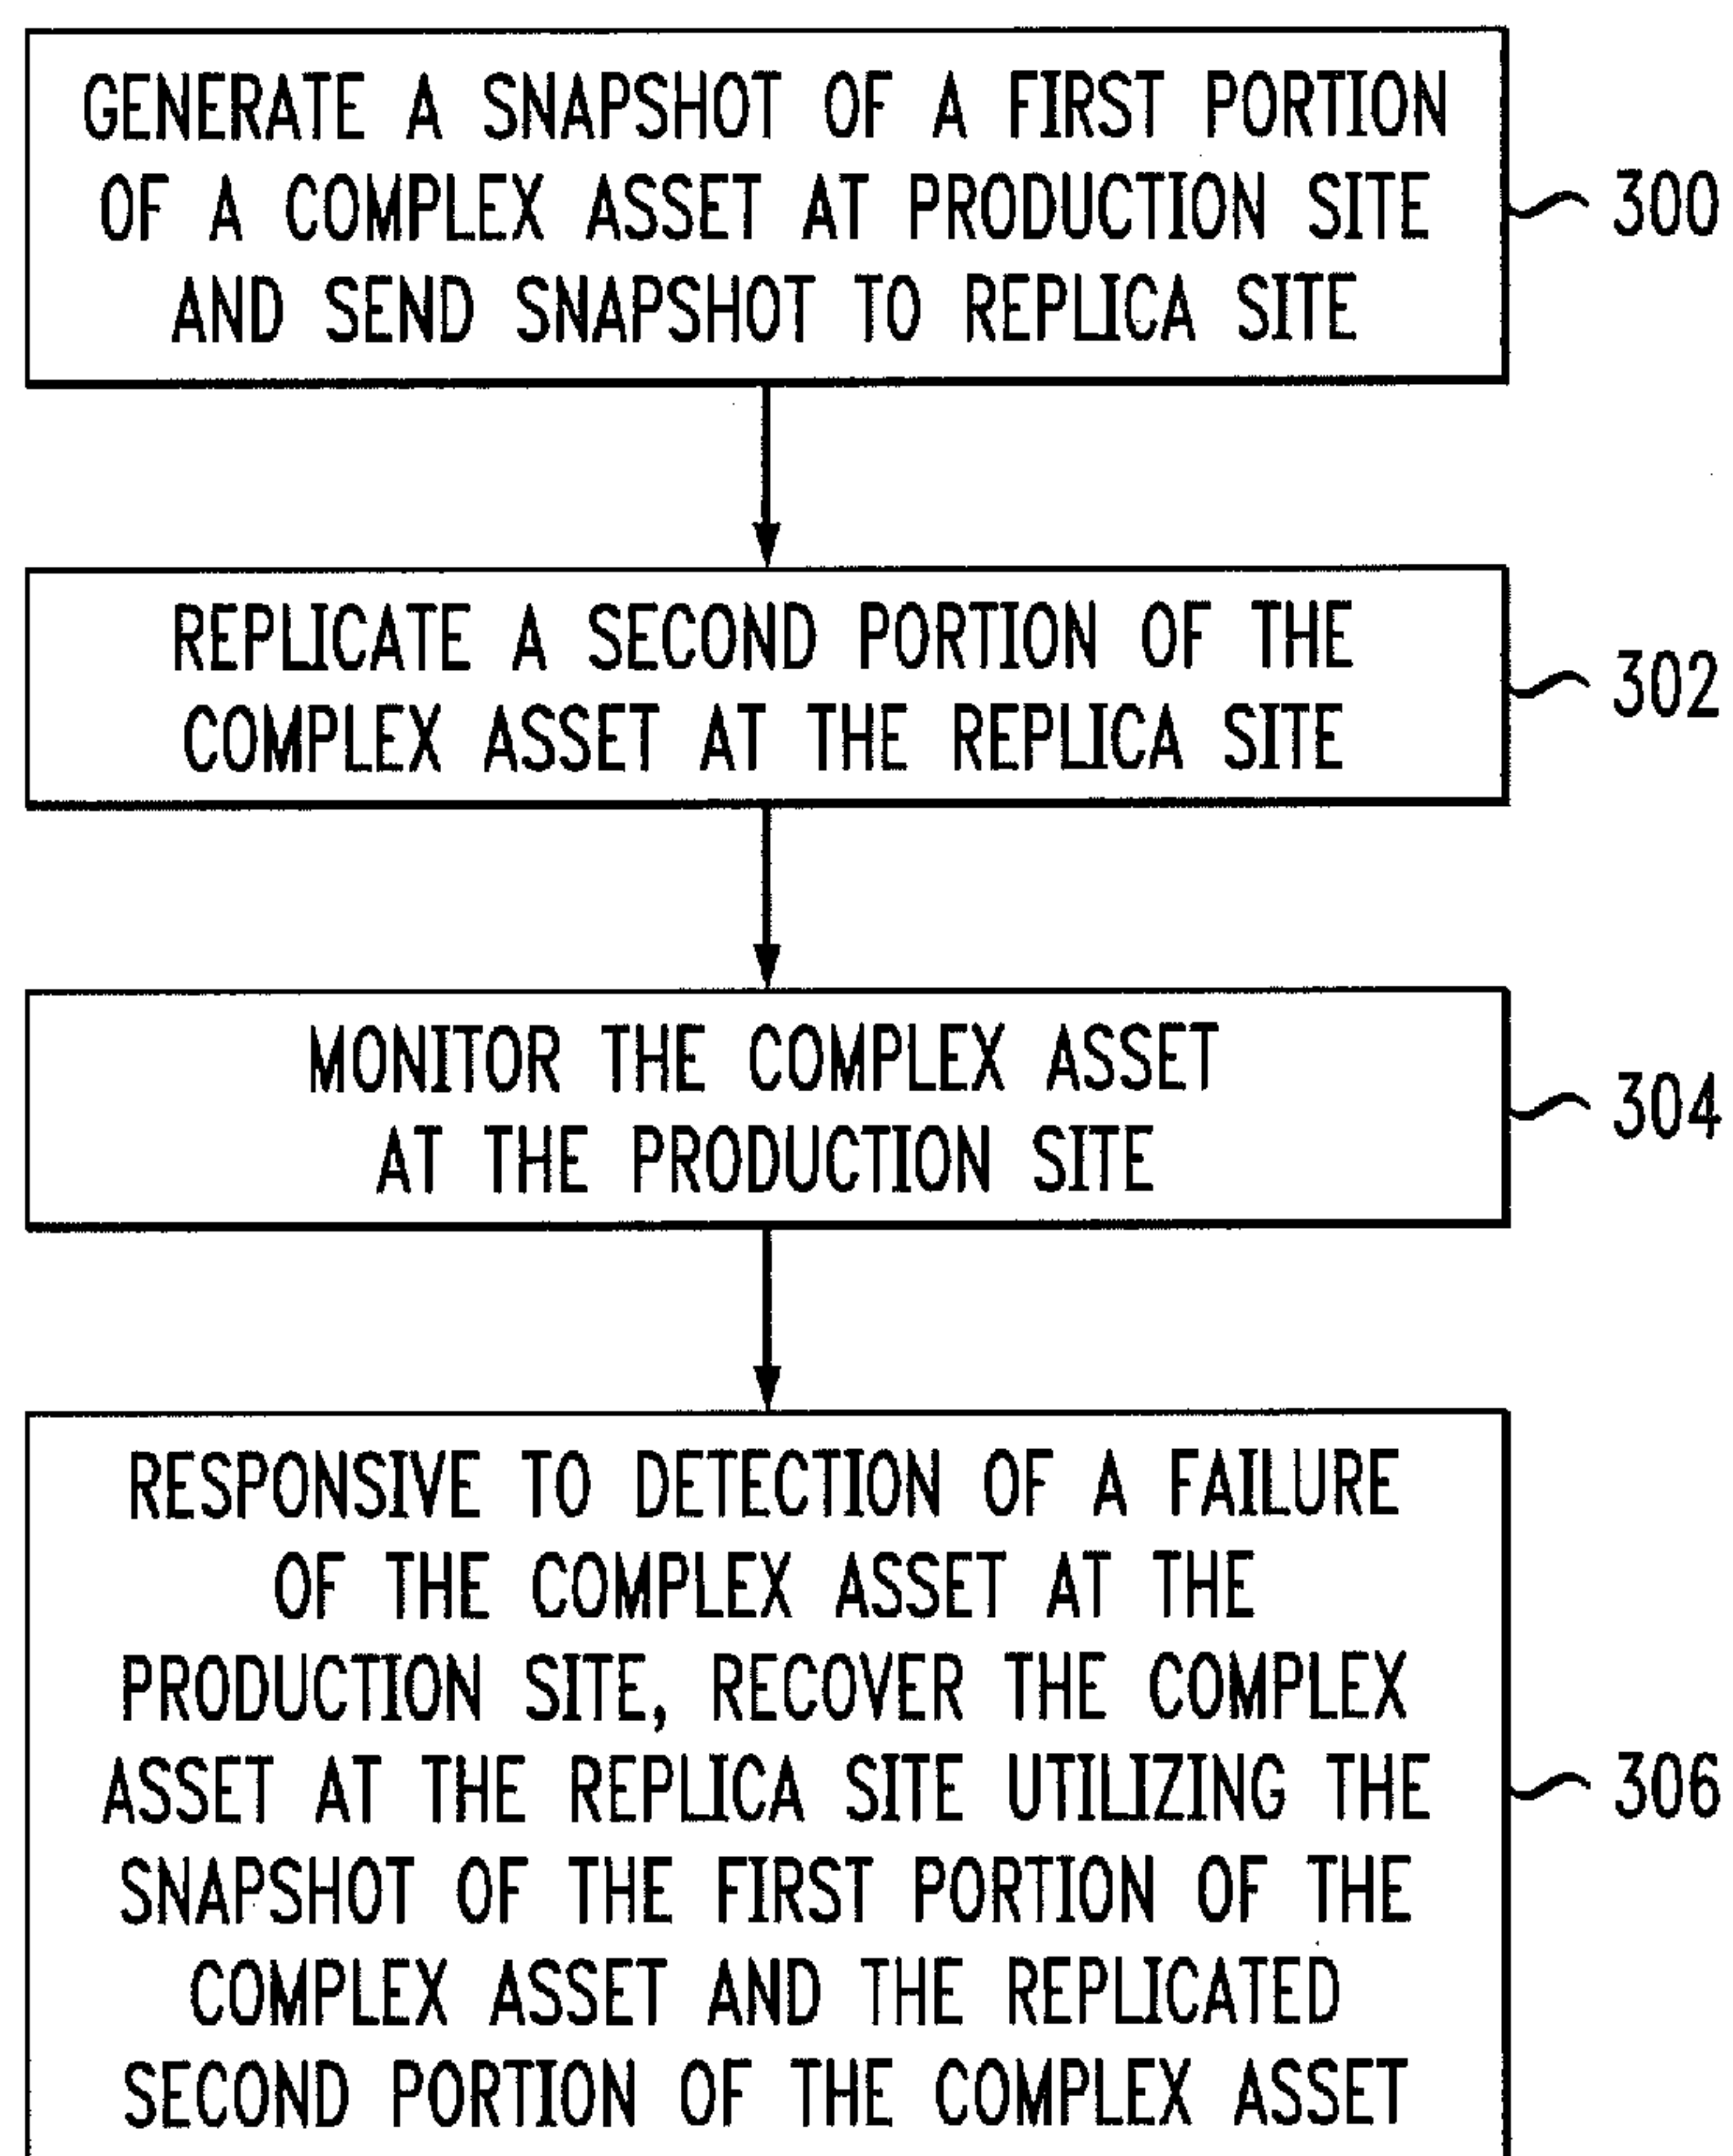 GENERATE A SNAPSHOT OF A FIRST PORTION
OF A COMPLEX ASSET AT PRODUCTION SITE
AND SEND SNAPSHOT TO REPLICA SITE
300
REPLICATE A SECOND PORTION OF THE
COMPLEX ASSET AT THE REPLICA SITE
302
MONITOR THE COMPLEX ASSET
AT THE PRODUCTION SITE
304
RESPONSIVE TO DETECTION OF A FAILURE
OF THE COMPLEX ASSET AT THE
PRODUCTION SITE, RECOVER THE COMPLEX
ASSET AT THE REPLICA SITE UTILIZING THE
SNAPSHOT OF THE FIRST PORTION OF THE
COMPLEX ASSET AND THE REPLICATED
SECOND PORTION OF THE COMPLEX ASSET
306